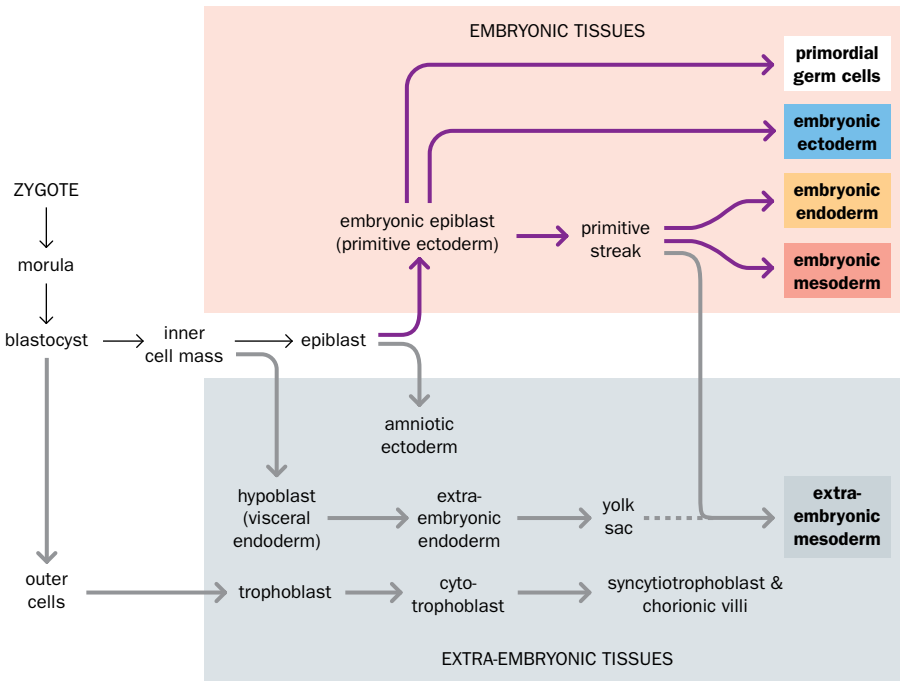 EMBRYONIC TISSUES
primordial
germ cells
embryonic
ectoderm
ZYGOTE
embryonic
endoderm
embryonic epiblast
(primitive ectoderm)
primitive
streak
morula
embryonic
mesoderm
blastocyst
inner
cell mass
epiblast
amniotic
ectoderm
hypoblast
(visceral
endoderm)
extra-
embryonic
endoderm
yolk
sac
extra-
embryonic
mesoderm
outer
cells
trophoblast
cyto-
trophoblast
syncytiotrophoblast &
chorionic villi
EXTRA-EMBRYONIC TISSUES